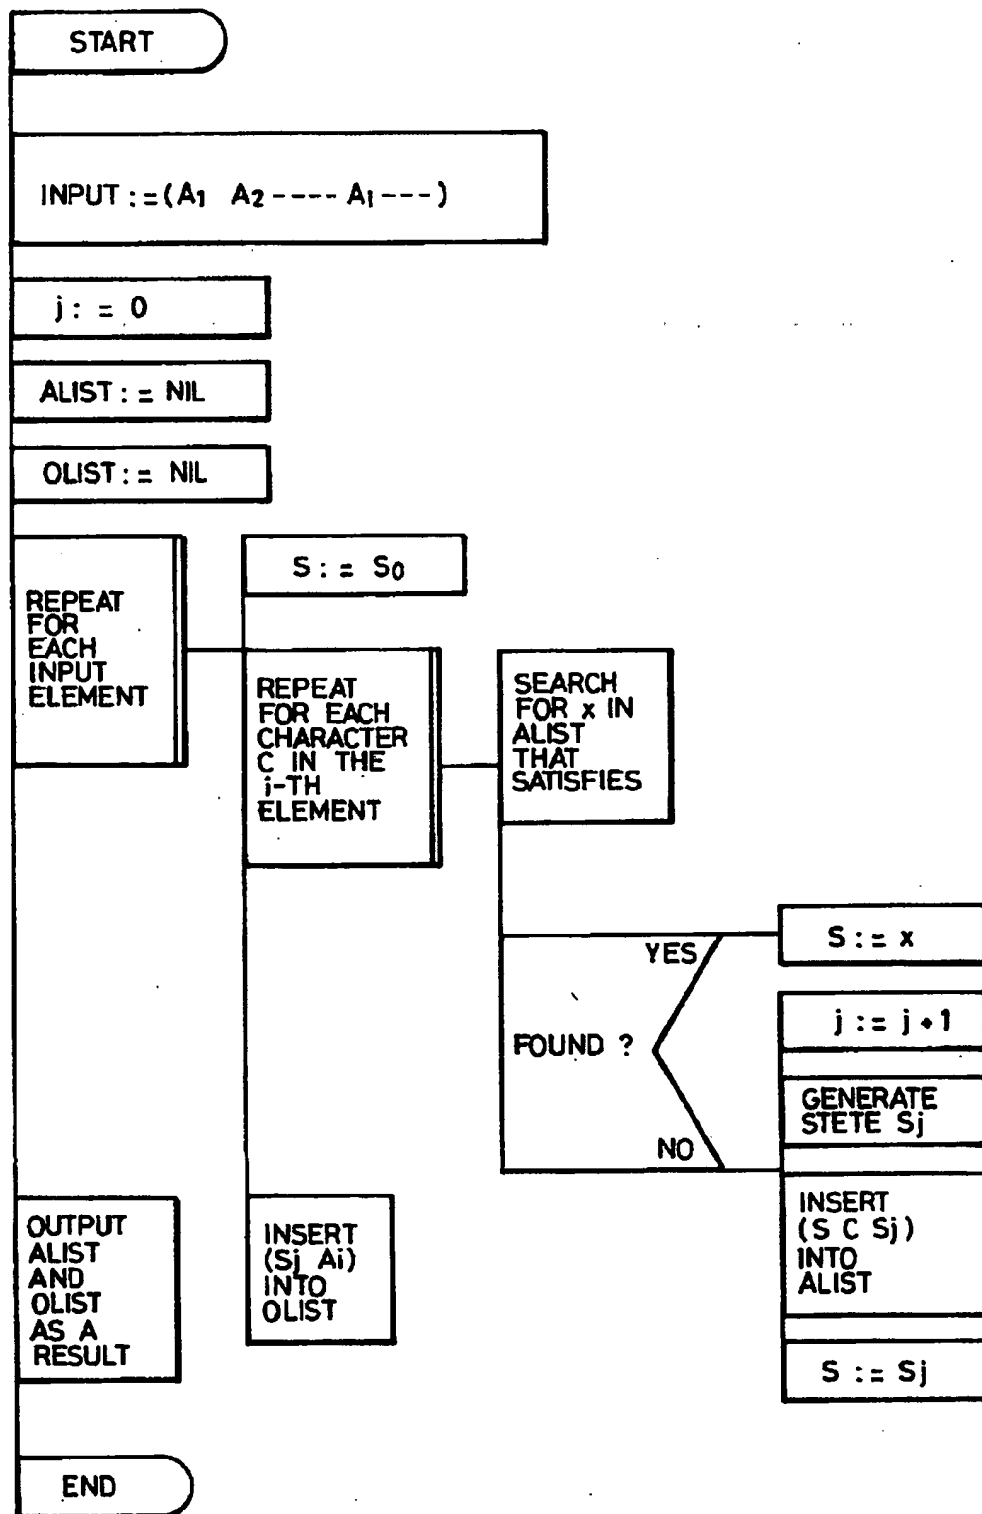 START
INPUT := (A1 A2 ---- Ai ---)
j := 0
ALIST := NIL
OLIST := NIL
REPEAT
FOR
EACH
INPUT
ELEMENT
S := S0
REPEAT
FOR EACH
CHARACTER
C IN THE
i-TH
ELEMENT
SEARCH
FOR x IN
ALIST
THAT
SATISFIES
FOUND ?
YES
S := x
NO
j := j + 1
GENERATE
STETE Sj
INSERT
(S C Sj)
INTO
ALIST
S := Sj
INSERT
(Sj Ai)
INTO
OLIST
OUTPUT
ALIST
AND
OLIST
AS A
RESULT
END